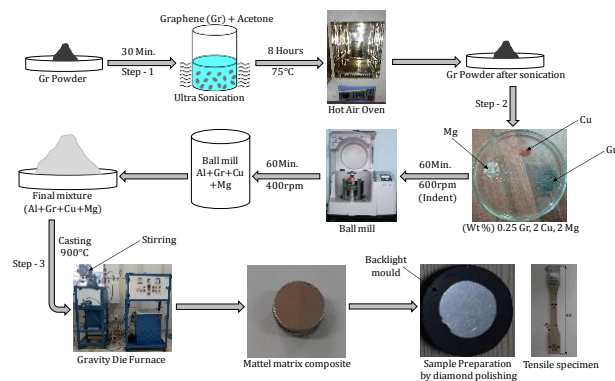 Graphene (Gr) + Acetone
30 Min.
Step - 1
8 Hours
75°C
Gr Powder
Ultra Sonication
Hot Air Oven
Gr Powder after sonication
Step - 2
Cu
Mg
Gr
Ball mill
Al+Gr+Cu
+Mg
60Min.
400rpm
60Min.
600rpm
(Indent)
Final mixture
(Al+Gr+Cu+Mg)
Ball mill
(Wt %) 0.25 Gr, 2 Cu, 2 Mg
Casting
900°C
Step - 3
Stirring
Backlight
mould
Gravity Die Furnace
Mattel matrix composite
Sample Preparation
by diamond polishing
Tensile specimen